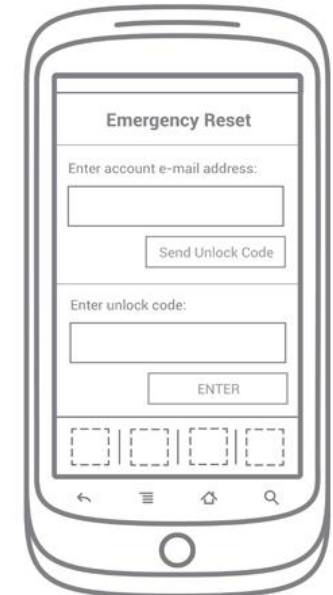 Emergency Reset
Enter account e-mail address:
Send Unlock Code
Enter unlock code:
ENTER